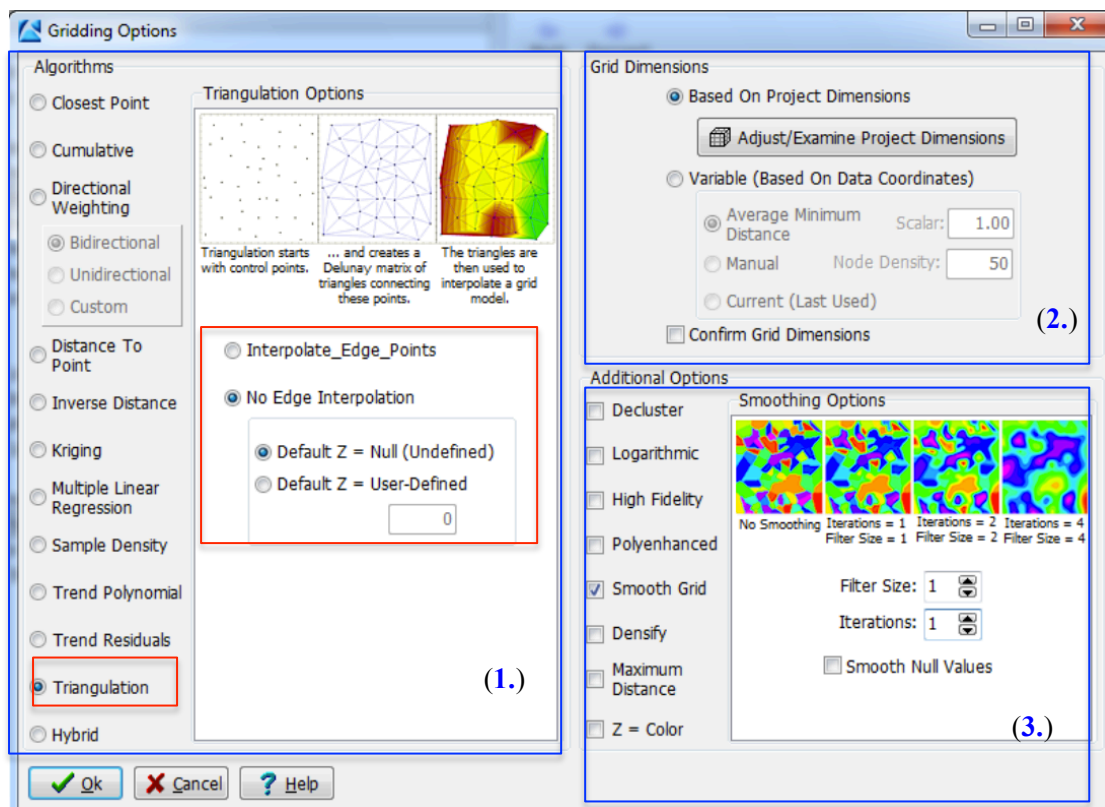 Gridding Options
Algorithms
Closest Point
Cumulative
Directional
Weighting
Bidirectional
Unidirectional
Custom
Distance To
Point
Inverse Distance
Kriging
Multiple Linear
Regression
Sample Density
Trend Polynomial
Trend Residuals
Triangulation
Hybrid
Triangulation Options
Triangulation starts
with control points.
... and creates a
Delunay matrix of
triangles connecting
these points.
The triangles are
then used to
interpolate a grid
model.
Interpolate_Edge_Points
No Edge Interpolation
Default Z = Null (Undefined)
Default Z = User-Defined
0
(1.)
Grid Dimensions
Based On Project Dimensions
Adjust/Examine Project Dimensions
Variable (Based On Data Coordinates)
Average Minimum
Distance
Scalar: 1.00
Manual
Node Density: 50
Current (Last Used)
Confirm Grid Dimensions
(2.)
Additional Options
Decluster
Logarithmic
High Fidelity
Polyenhanced
Smooth Grid
Densify
Maximum
Distance
Z = Color
Smoothing Options
No Smoothing
Iterations = 1
Filter Size = 1
Iterations = 2
Filter Size = 2
Iterations = 4
Filter Size = 4
Filter Size: 1
Iterations: 1
Smooth Null Values
(3.)
Ok
Cancel
? Help